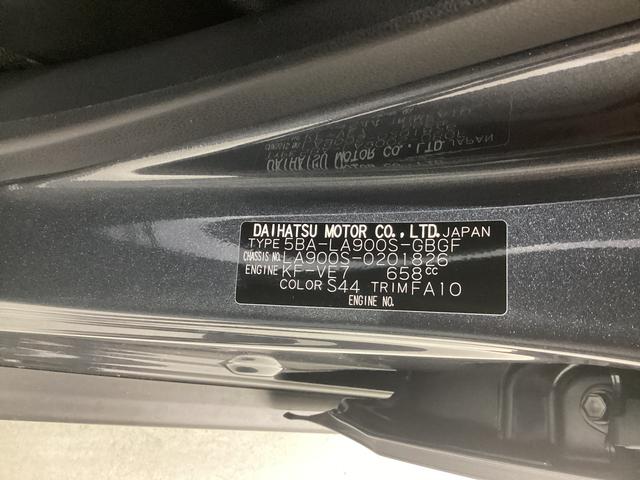 DAIHATSU MOTOR CO., LTD. JAPAN
TYPE 5BA-LA900S-GBGF
CHASSIS NO. LA900S-0201826
ENGINE KF-VE7 658cc
COLOR S44 TRIM FA10
ENGINE NO.